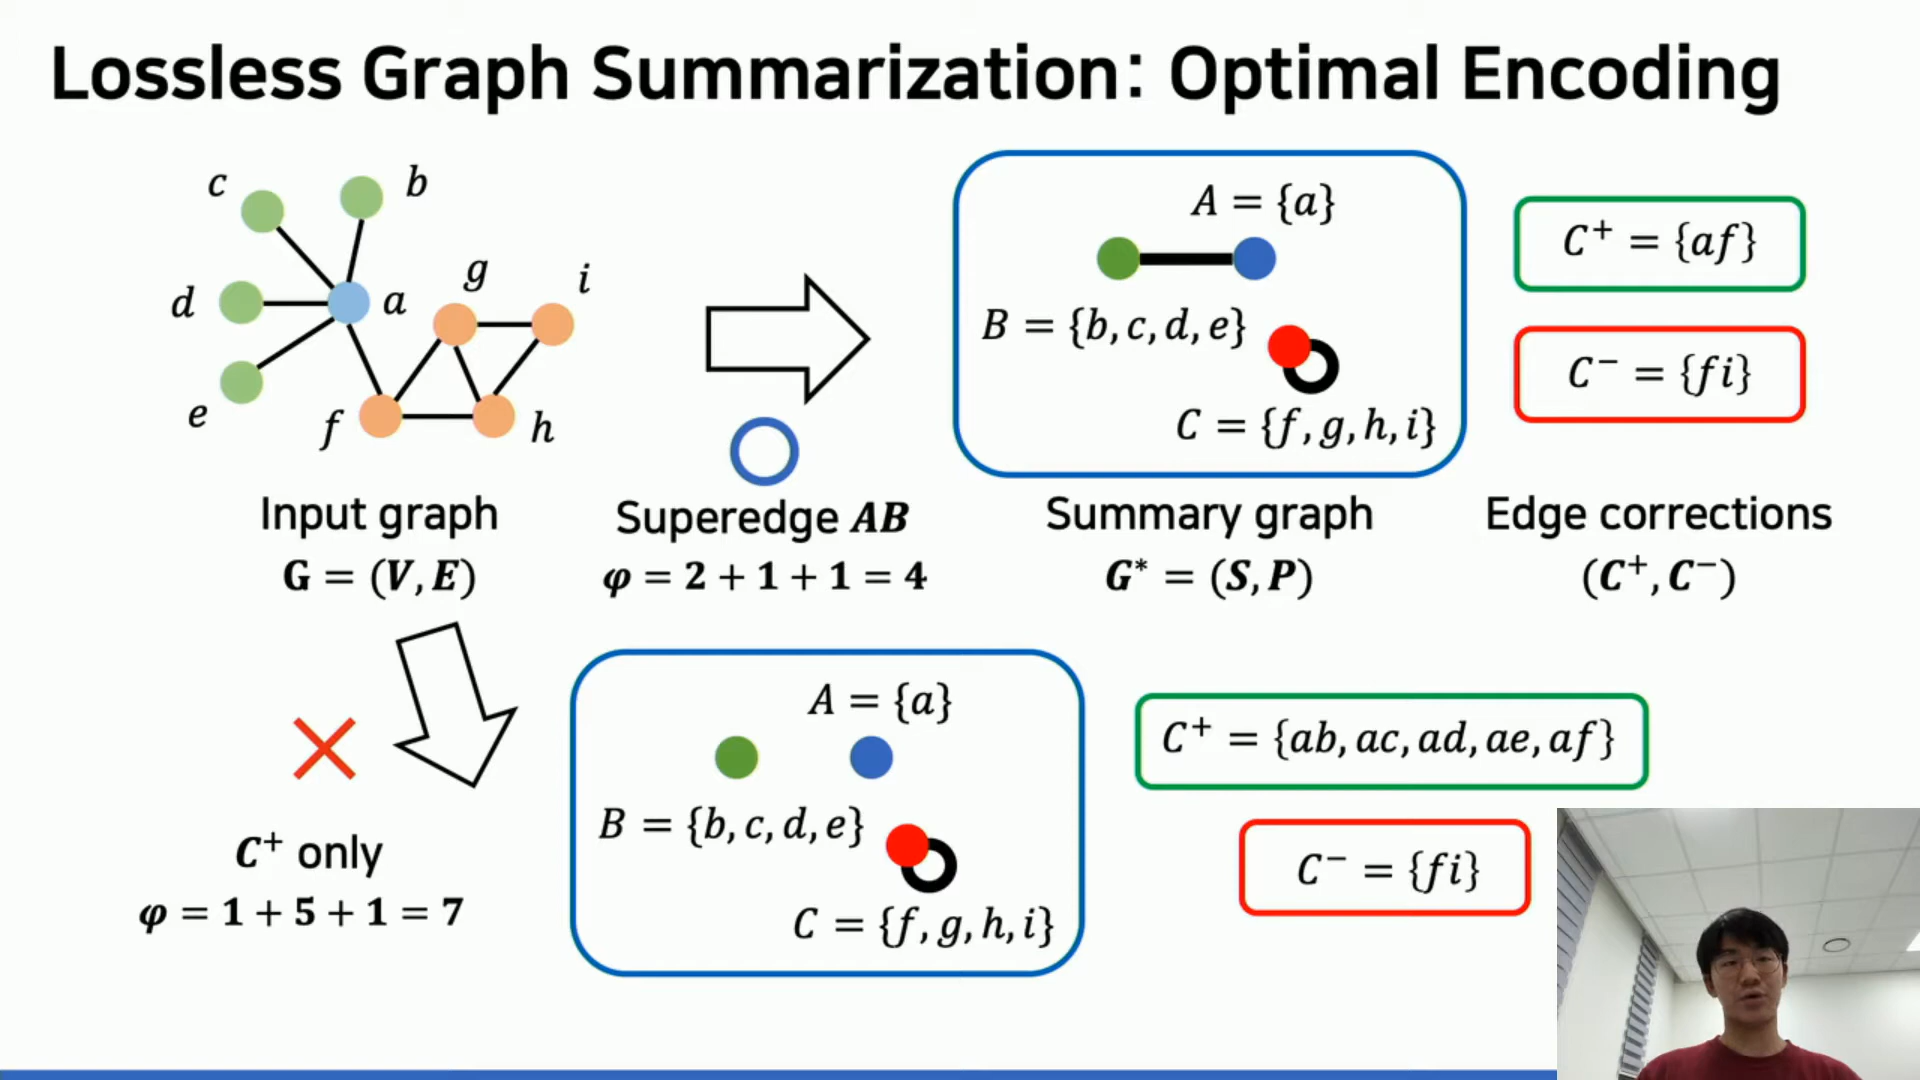 Lossless Graph Summarization: Optimal Encoding
c
b
d
a
g
i
e
f
h
A = {a}
B = {b, c, d, e}
C = {f, g, h, i}
C⁺ = {af}
C⁻ = {fi}
Input graph
G = (V, E)
Superedge AB
φ = 2 + 1 + 1 = 4
Summary graph
G* = (S, P)
Edge corrections
(C⁺, C⁻)
C⁺ only
φ = 1 + 5 + 1 = 7
A = {a}
B = {b, c, d, e}
C = {f, g, h, i}
C⁺ = {ab, ac, ad, ae, af}
C⁻ = {fi}